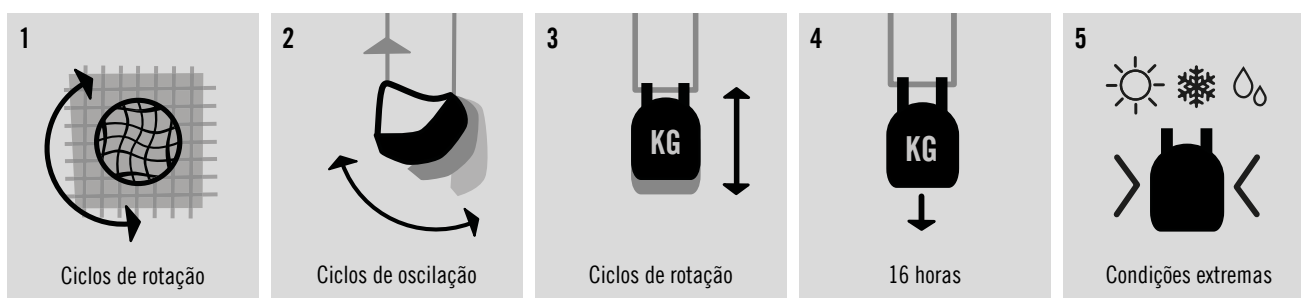 1
Ciclos de rotação
2
Ciclos de oscilação
3
KG
Ciclos de rotação
4
KG
16 horas
5
Condições extremas